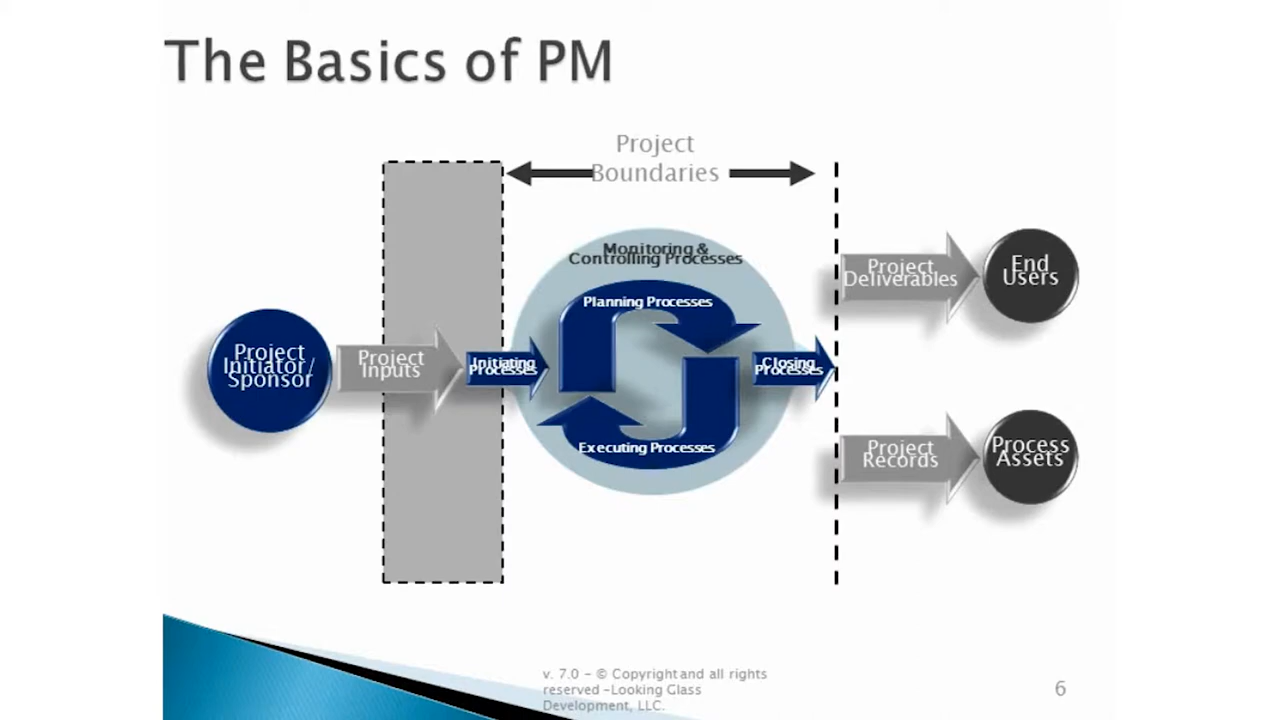 The Basics of PM
Project
Boundaries
Monitoring &
Controlling Processes
Planning Processes
Project
Initiator/
Sponsor
Project
Inputs
Initiating
Processes
Closing
Processes
Executing Processes
Project
Deliverables
End
Users
Project
Records
Process
Assets
v. 7.0 – © Copyright and all rights
reserved –Looking Glass
Development, LLC.
6